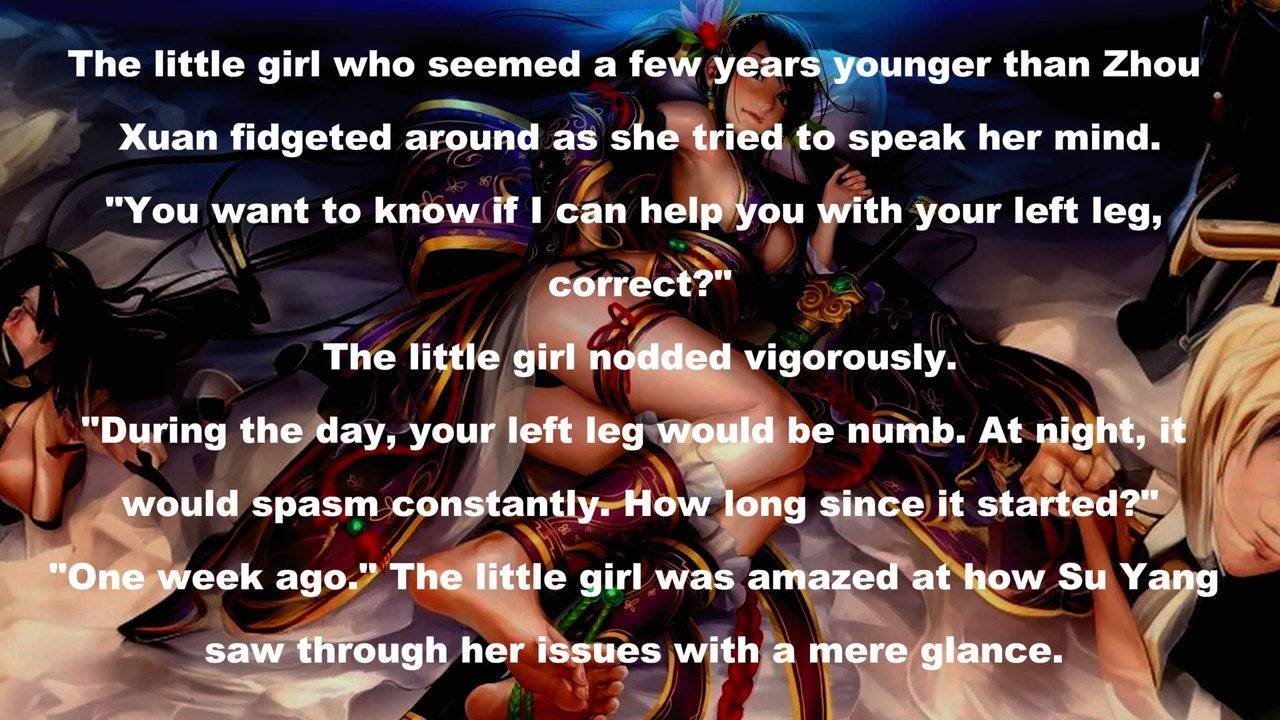 The little girl who seemed a few years younger than Zhou
Xuan fidgeted around as she tried to speak her mind.
"You want to know if I can help you with your left leg,
correct?"
The little girl nodded vigorously.
"During the day, your left leg would be numb. At night, it
would spasm constantly. How long since it started?"
"One week ago." The little girl was amazed at how Su Yang
saw through her issues with a mere glance.